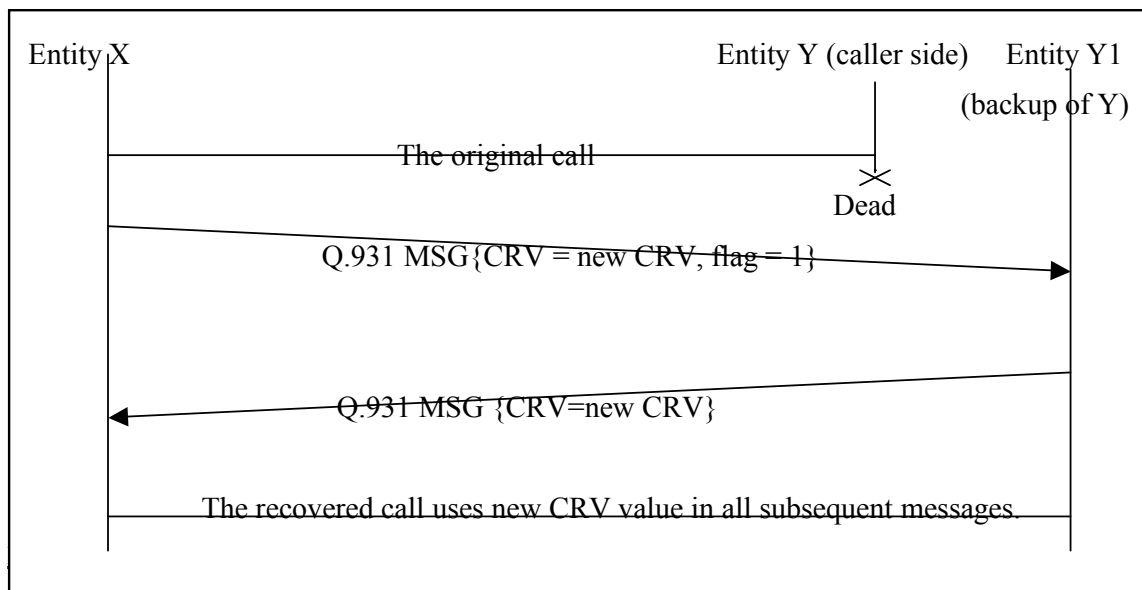 Entity X
Entity Y (caller side)
Entity Y1
(backup of Y)
The original call
Dead
Q.931 MSG{CRV = new CRV, flag = 1}
Q.931 MSG {CRV=new CRV}
The recovered call uses new CRV value in all subsequent messages.